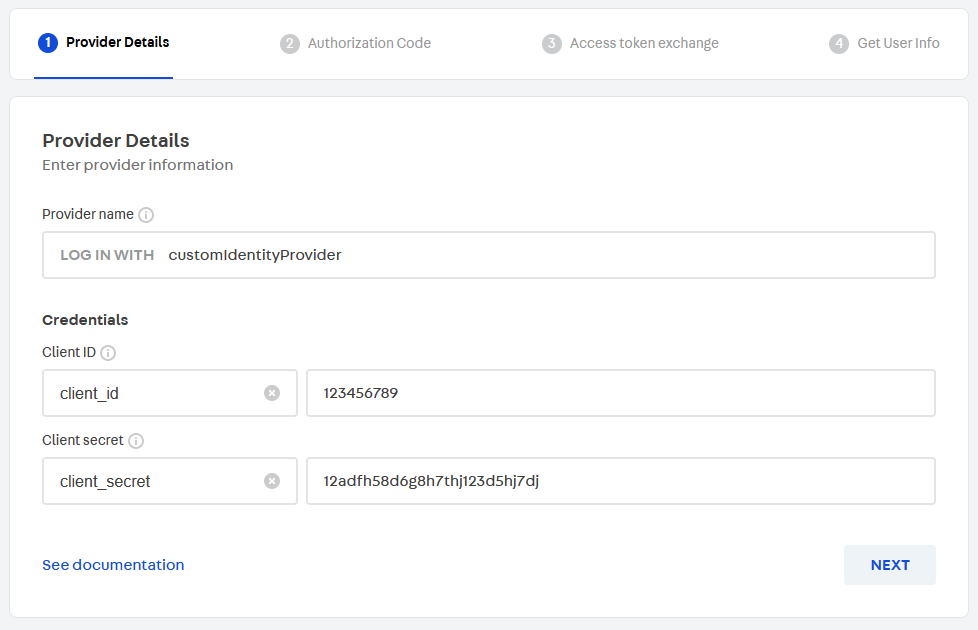 1 Provider Details 2 Authorization Code 3 Access token exchange 4 Get User Info
Provider Details
Enter provider information
Provider name
LOG IN WITH customIdentityProvider
Credentials
Client ID
client_id 123456789
Client secret
client_secret 12adfh58d6g8h7thj123d5hj7dj
See documentation NEXT